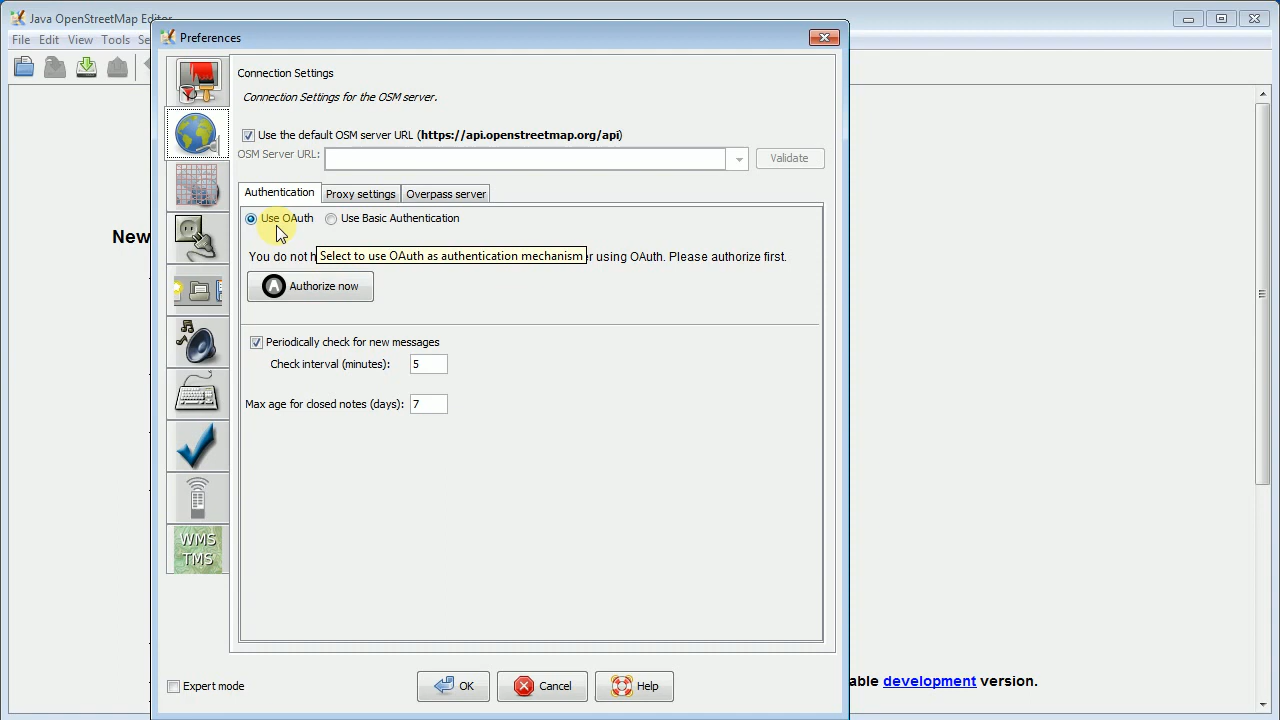 Java OpenStreetMap Editor
File Edit View Tools Se
Preferences
Connection Settings
Connection Settings for the OSM server.
Use the default OSM server URL (https://api.openstreetmap.org/api)
OSM Server URL:
Validate
Authentication Proxy settings Overpass server
Use OAuth Use Basic Authentication
New
You do not h
Select to use OAuth as authentication mechanism
r using OAuth. Please authorize first.
A Authorize now
Periodically check for new messages
Check interval (minutes): 5
Max age for closed notes (days): 7
WMS
TMS
able development version.
Expert mode
OK Cancel Help